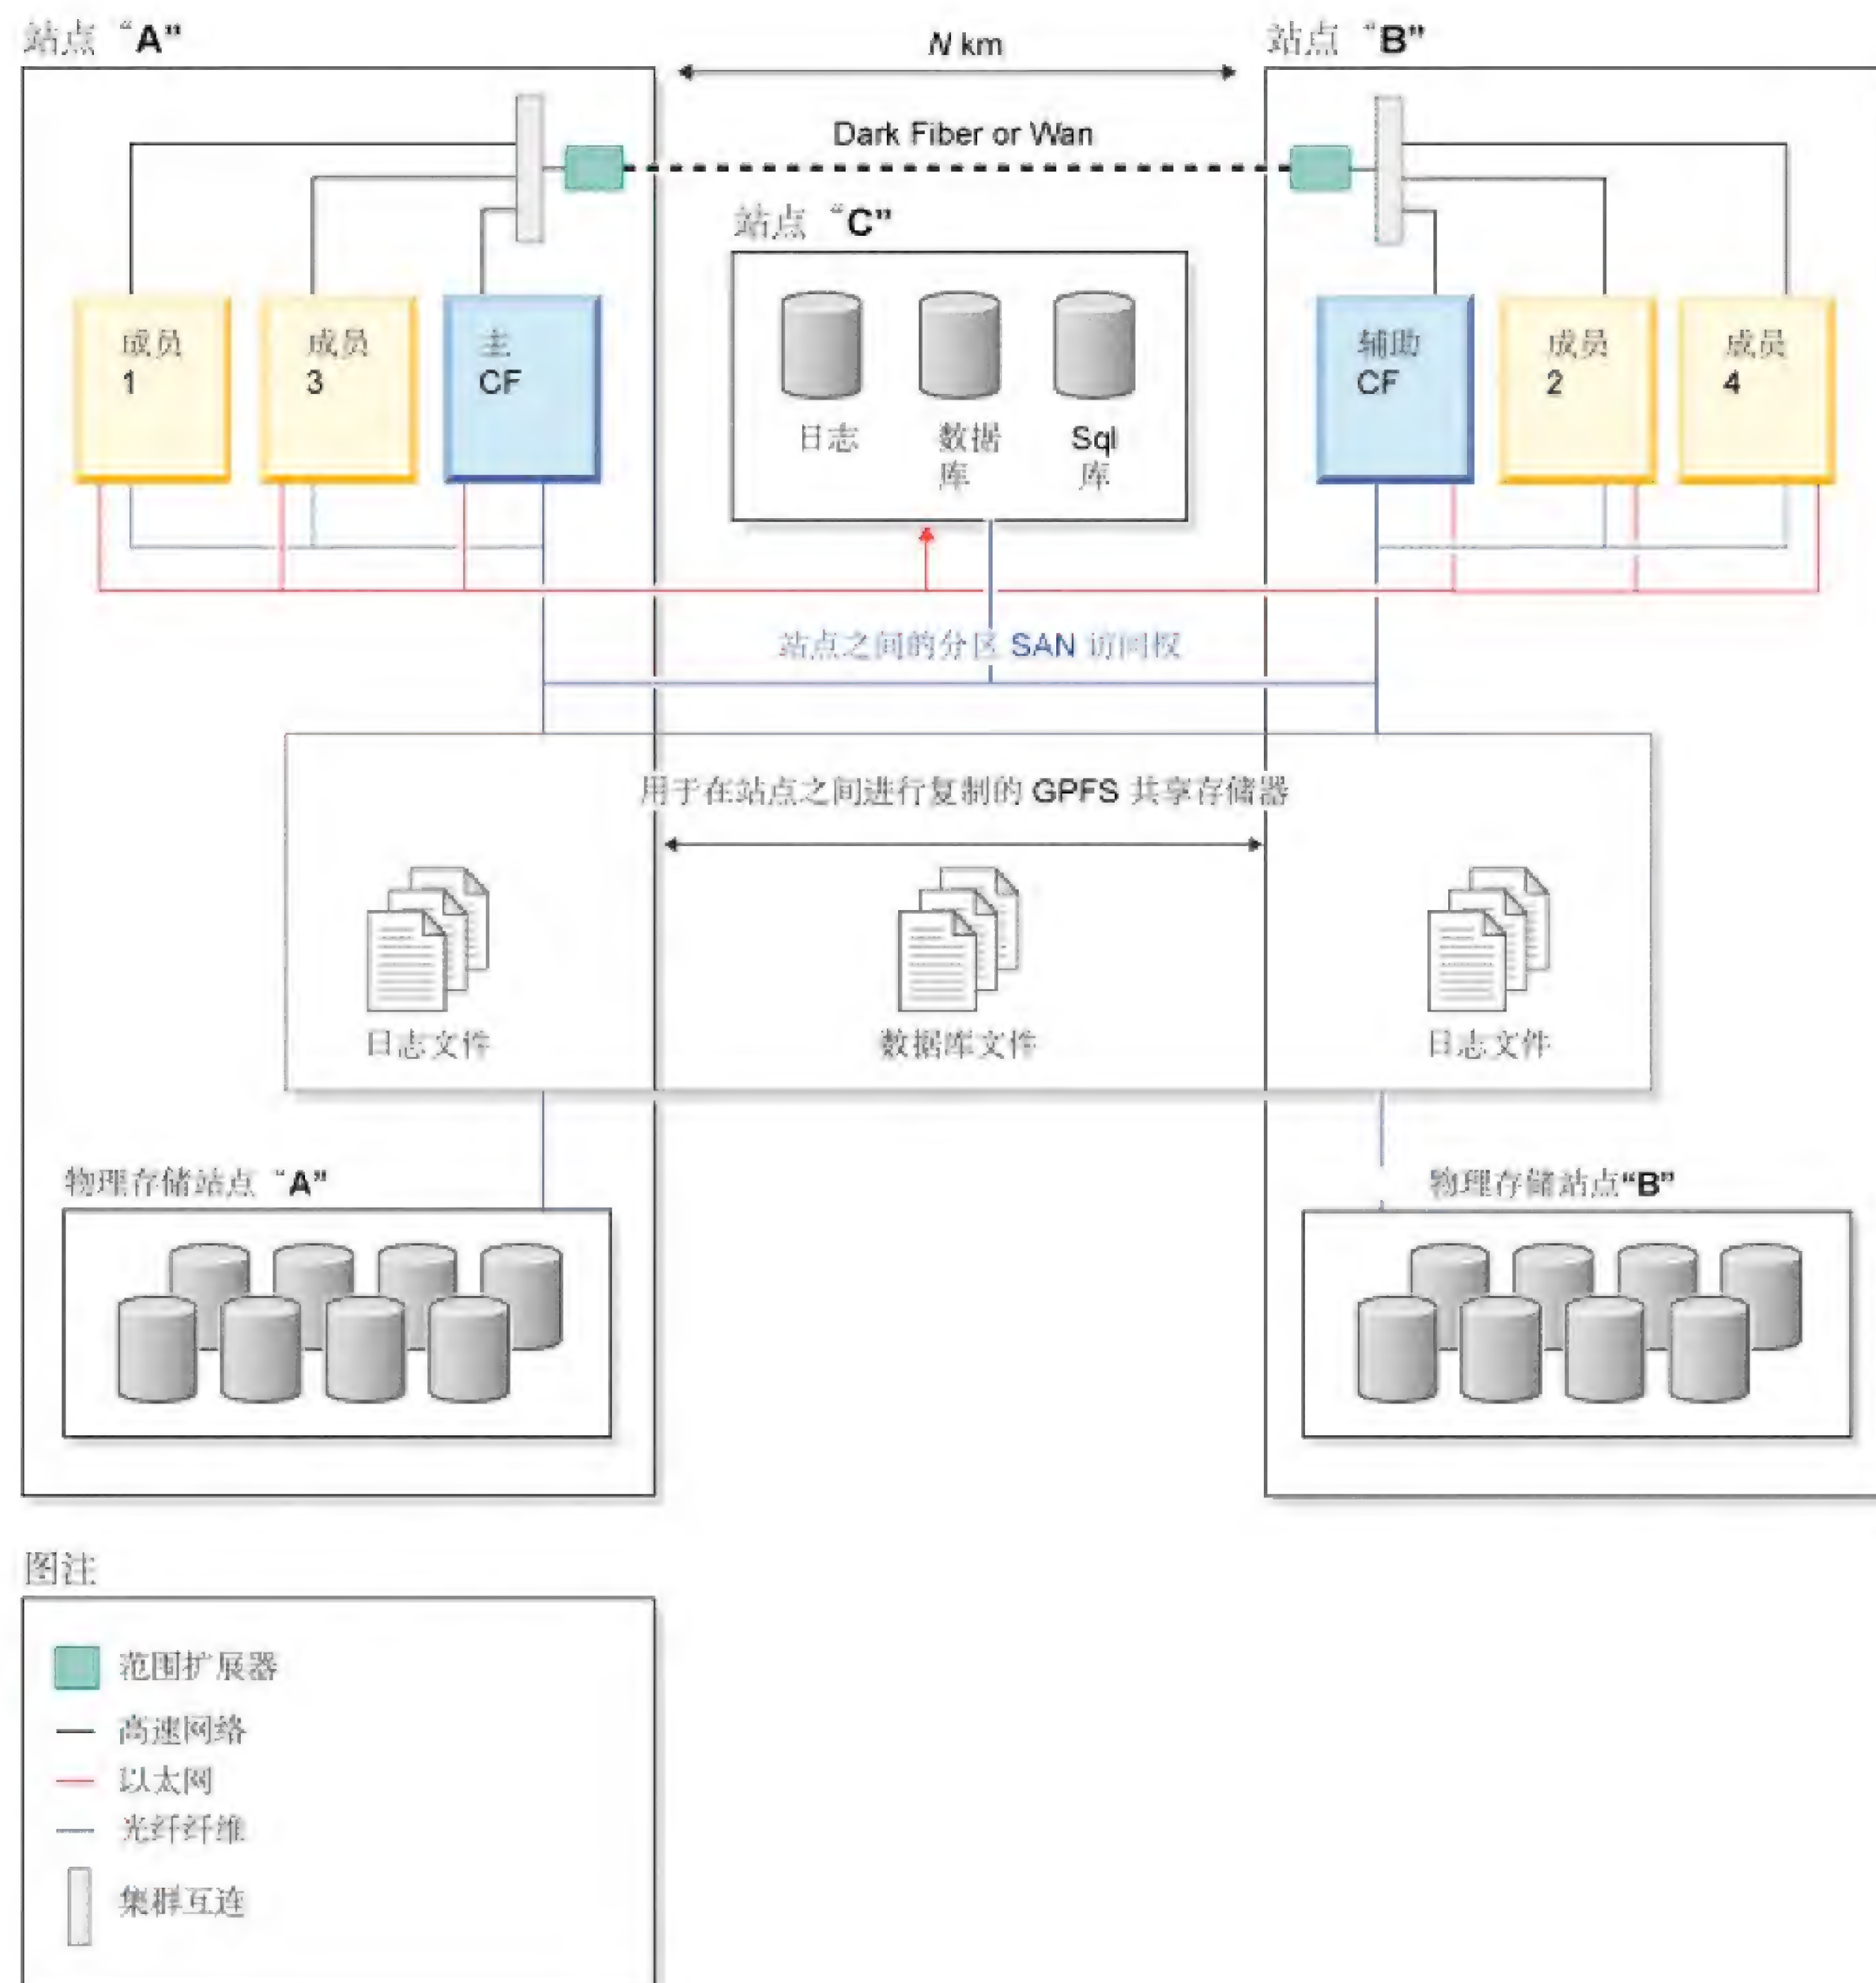 站点 “A”
N km
站点 “B”
Dark Fiber or Wan
站点 “C”
成员
1
成员
3
主
CF
日志
数据
库
Sql
库
辅助
CF
成员
2
成员
4
站点之间的分区 SAN 访问权
用于在站点之间进行复制的 GPFS 共享存储器
日志文件
数据库文件
日志文件
物理存储站点 “A”
物理存储站点“B”
图注
范围扩展器
高速网络
以太网
光纤纤维
集群互连